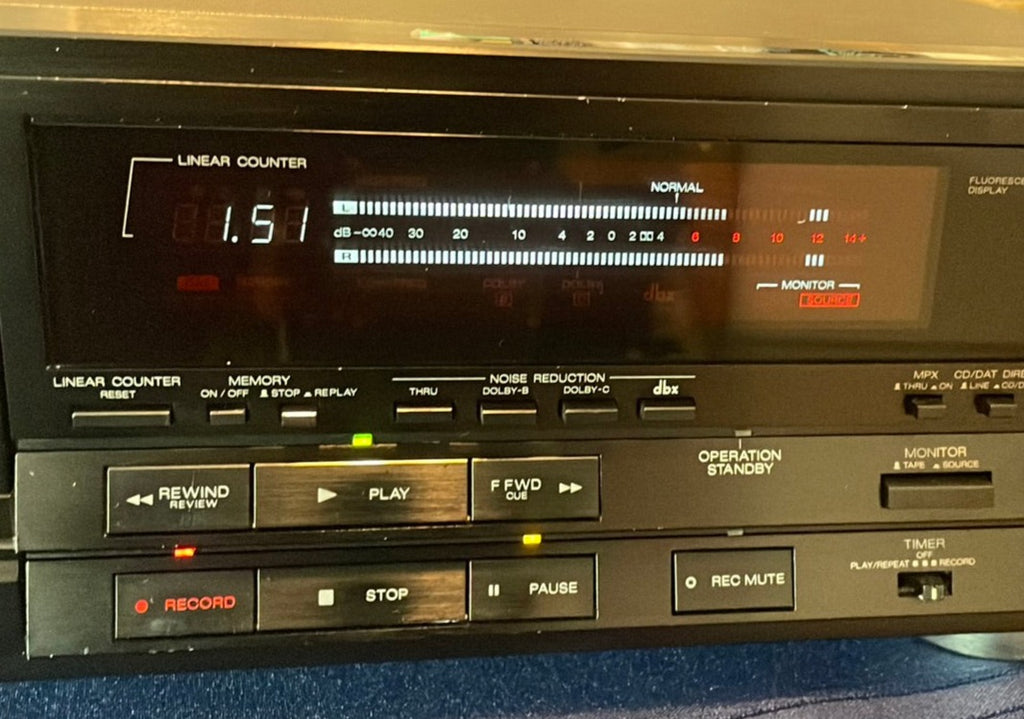 LINEAR COUNTER
1.51
NORMAL
L
dB -∞ 40 30 20 10 4 2 0 2 4 6 8 10 12 14+
R
MONITOR
SOURCE
dbx
DISPLAY
LINEAR COUNTER
RESET
MEMORY
ON / OFF STOP REPLAY
NOISE REDUCTION
THRU DOLBY-B DOLBY-C dbx
MPX CD/DAT
THRU ON LINE
REWIND
REVIEW
PLAY
F FWD
CUE
OPERATION
STANDBY
MONITOR
TAPE SOURCE
RECORD
STOP
PAUSE
REC MUTE
TIMER
OFF
PLAY/REPEAT RECORD